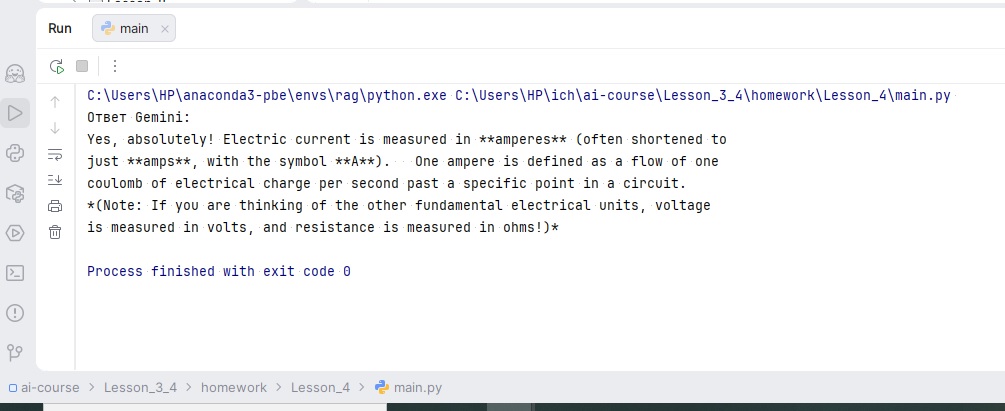 Run
main
C:\Users\HP\anaconda3-pbe\envs\rag\python.exe C:\Users\HP\ich\ai-course\Lesson_3_4\homework\Lesson_4\main.py
Ответ Gemini:
Yes, absolutely! Electric current is measured in **amperes** (often shortened to
just **amps**, with the symbol **A**).   One ampere is defined as a flow of one
coulomb of electrical charge per second past a specific point in a circuit.
*(Note: If you are thinking of the other fundamental electrical units, voltage
is measured in volts, and resistance is measured in ohms!)*
Process finished with exit code 0
ai-course > Lesson_3_4 > homework > Lesson_4 > main.py